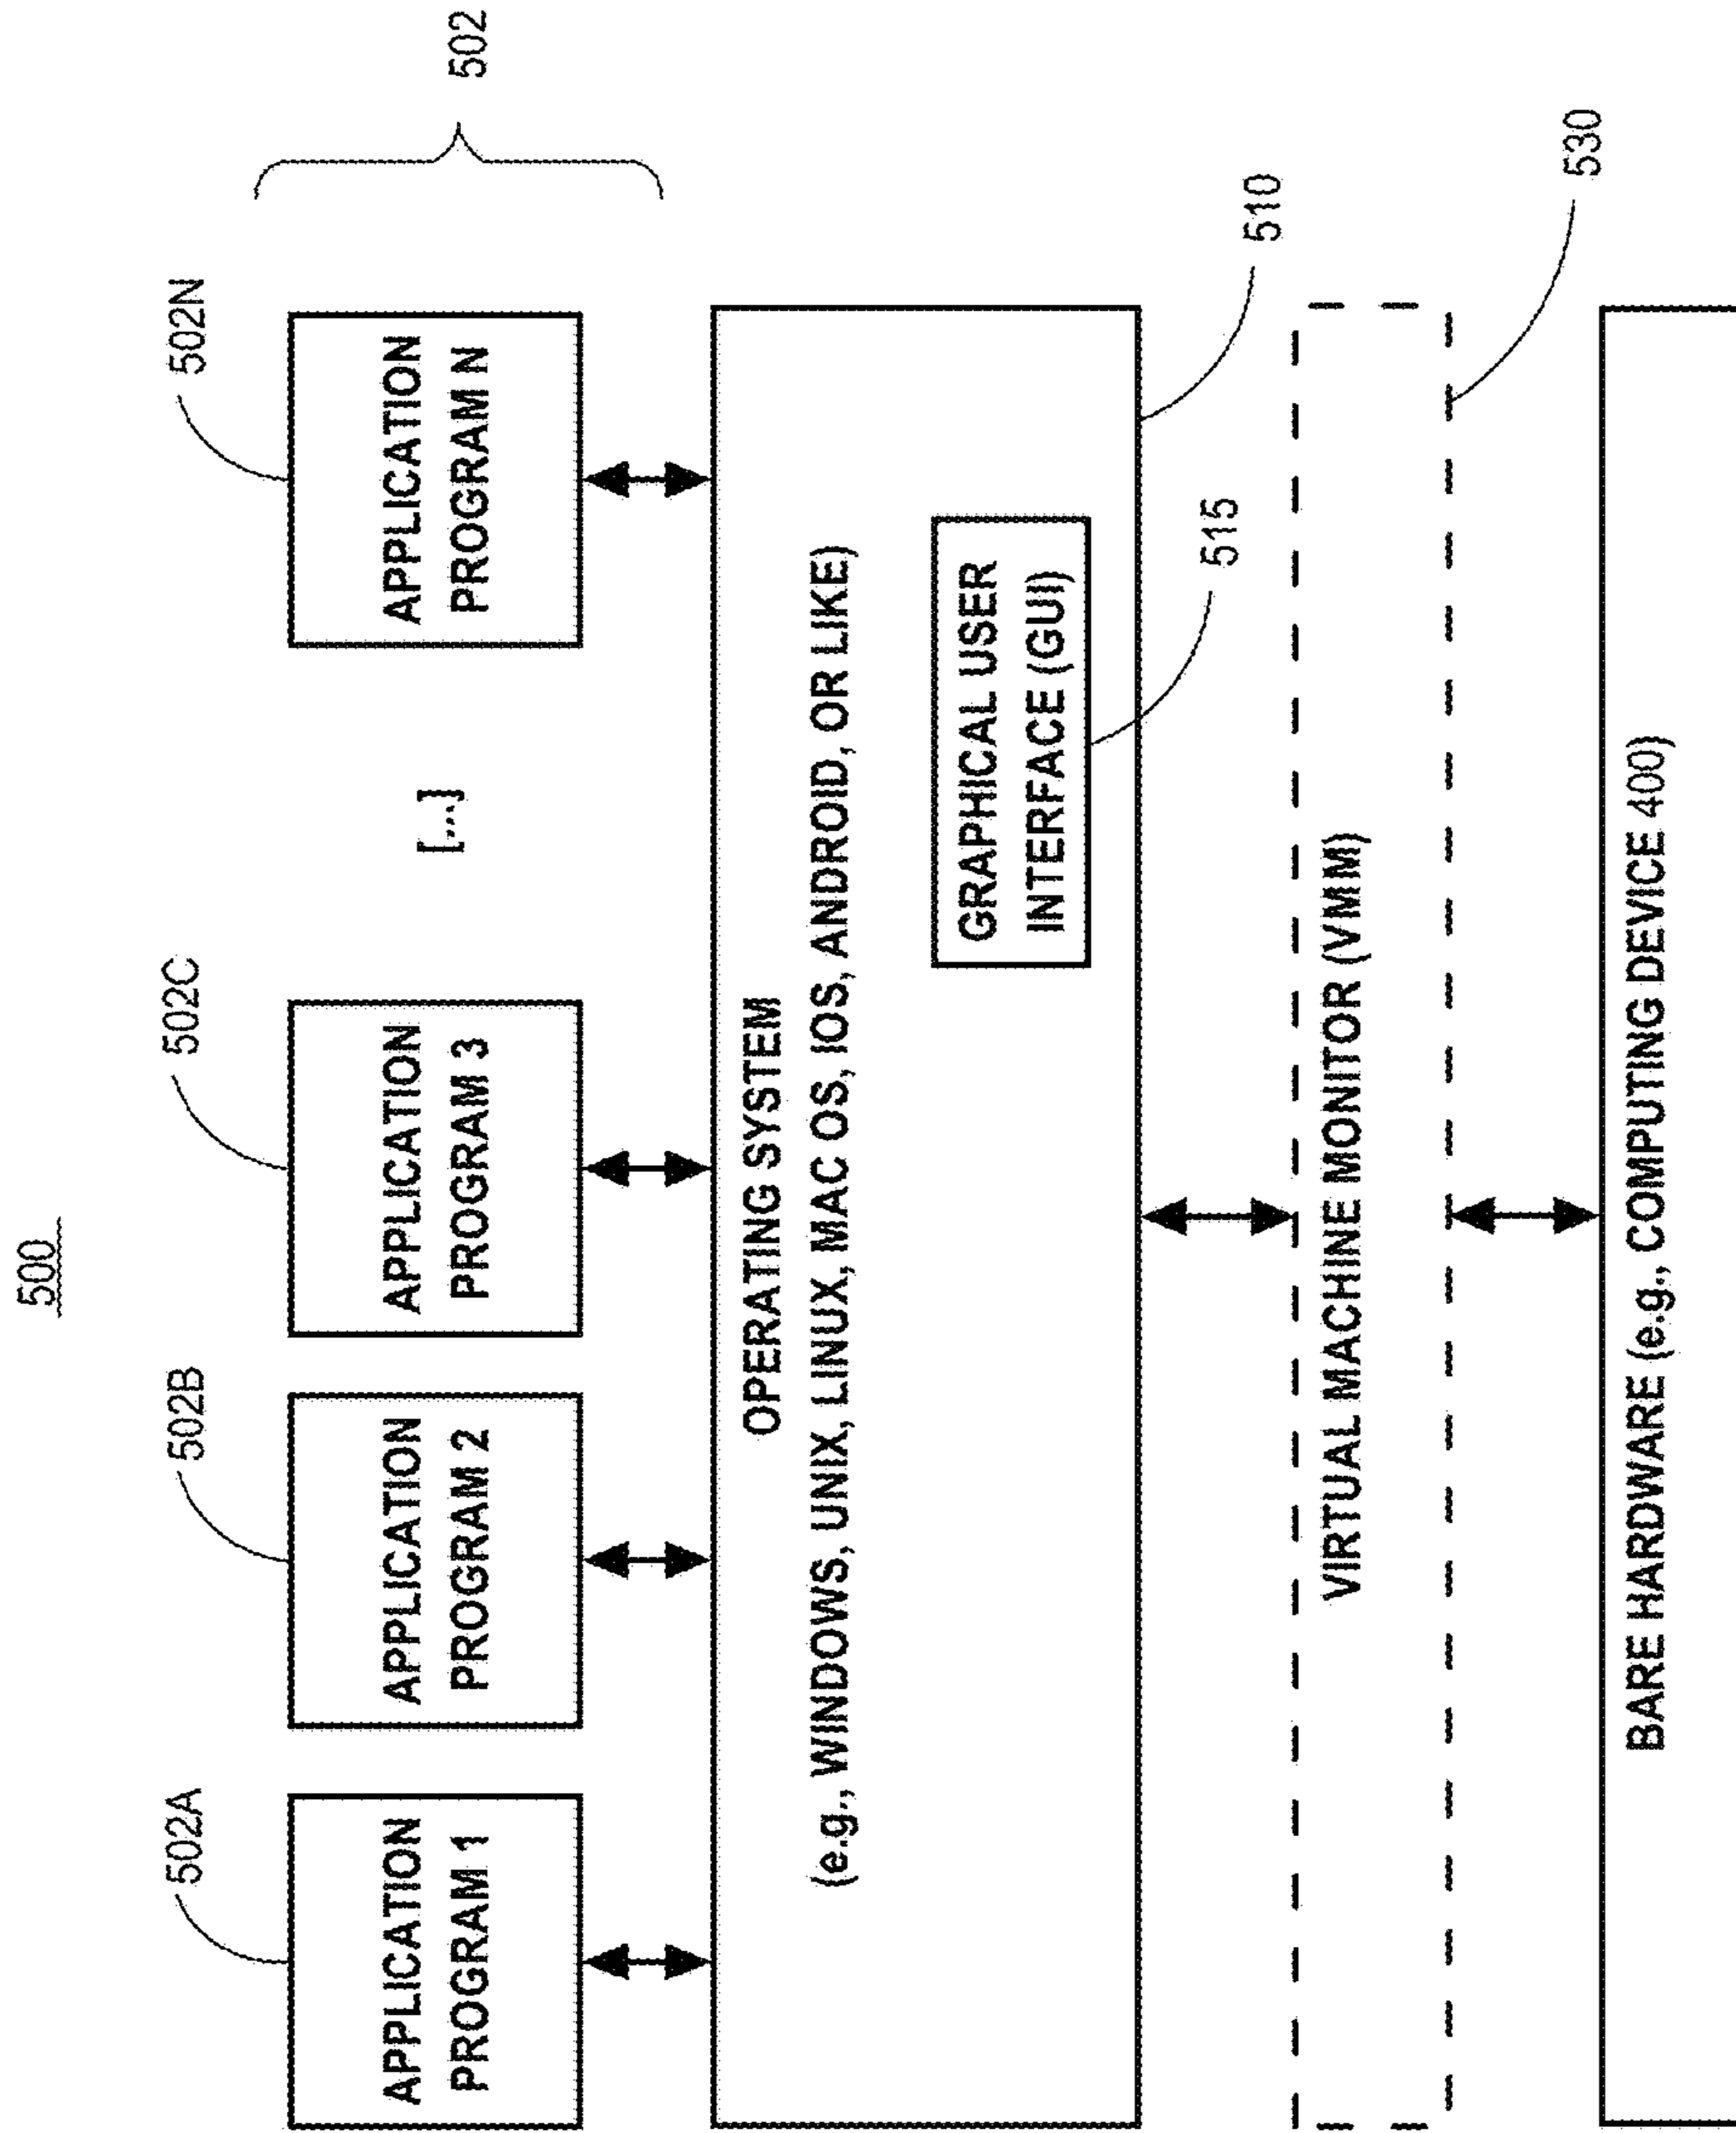 500
502A
502B
502C
502N
502
APPLICATION
PROGRAM 1
APPLICATION
PROGRAM 2
APPLICATION
PROGRAM 3
[...]
APPLICATION
PROGRAM N
OPERATING SYSTEM
(e.g., WINDOWS, UNIX, LINUX, MAC OS, IOS, ANDROID, OR LIKE)
GRAPHICAL USER
INTERFACE (GUI)
515
510
VIRTUAL MACHINE MONITOR (VMM)
530
BARE HARDWARE (e.g., COMPUTING DEVICE 400)